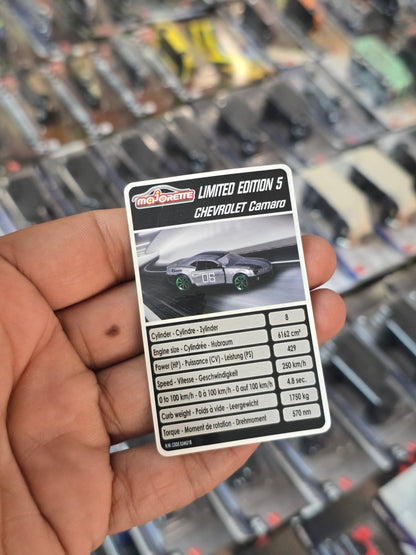 MAJORETTE
LIMITED EDITION 5
CHEVROLET Camaro
06
Cylinder - Cylindre - Zylinder 8
Engine size - Cylindrée - Hubraum 6162 cm³
Power (HP) - Puissance (CV) - Leistung (PS) 429
Speed - Vitesse - Geschwindigkeit 250 km/h
0 to 100 km/h - 0 à 100 km/h - 0 auf 100 km/h 4.8 sec.
Curb weight - Poids à vide - Leergewicht 1750 kg
Torque - Moment de rotation - Drehmoment 570 nm